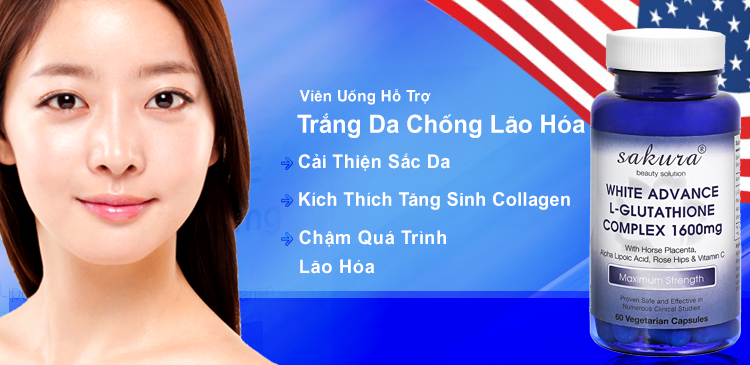 Viên Uống Hỗ Trợ
Trắng Da Chống Lão Hóa
Cải Thiện Sắc Da
Kích Thích Tăng Sinh Collagen
Chậm Quá Trình
Lão Hóa
sakura®
beauty solution
WHITE ADVANCE
L-GLUTATHIONE
COMPLEX 1600mg
With Horse Placenta,
Alpha Lipoic Acid, Rose Hips & Vitamin C
Maximum Strength
Proven Safe and Effective in
Numerous Clinical Studies
60 Vegetarian Capsules